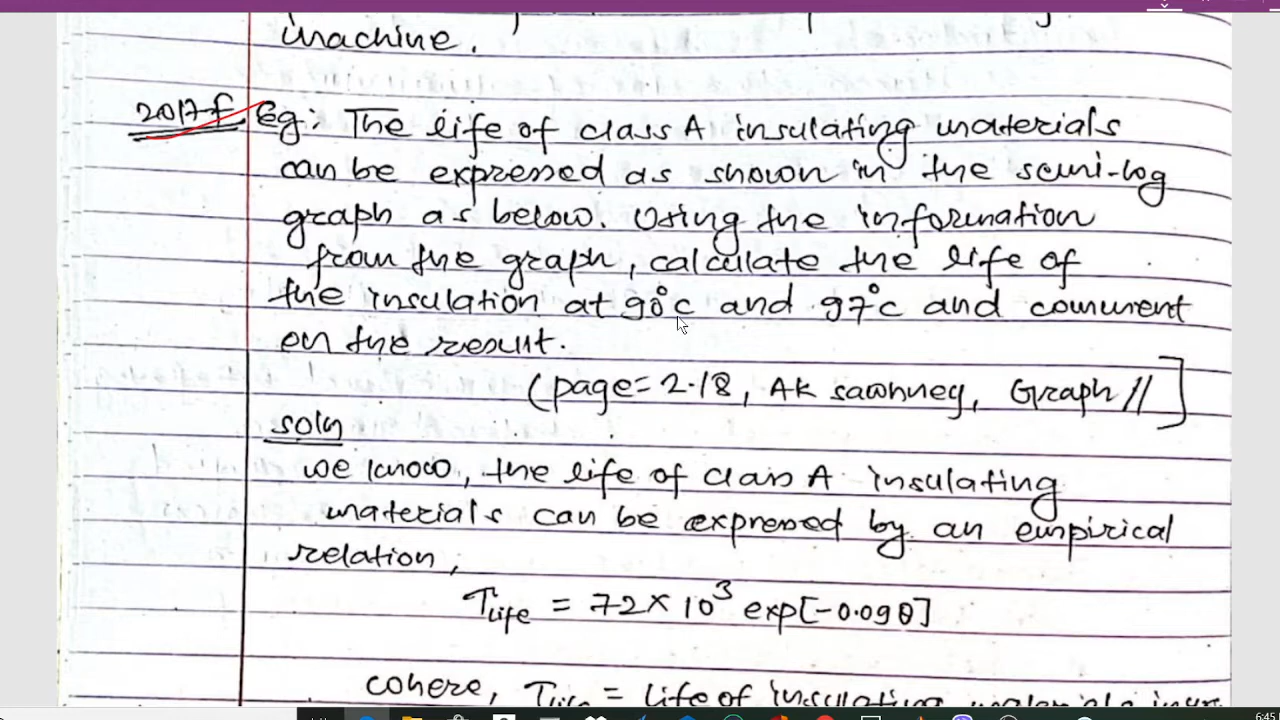 machine.
2017-f. Eg: The life of class A insulating materials
can be expressed as shown in the semi-log
graph as below. Using the information
from the graph, calculate the life of
the insulation at 90°c and 97°c and comment
on the result.
(page=2.18, AK sawhney, Graph //]
soln
we know, the life of class A insulating
materials can be expressed by an empirical
relation,
Tlife = 72 × 10³ exp[-0.09θ]
where, Tlife = life of insulating
6:45